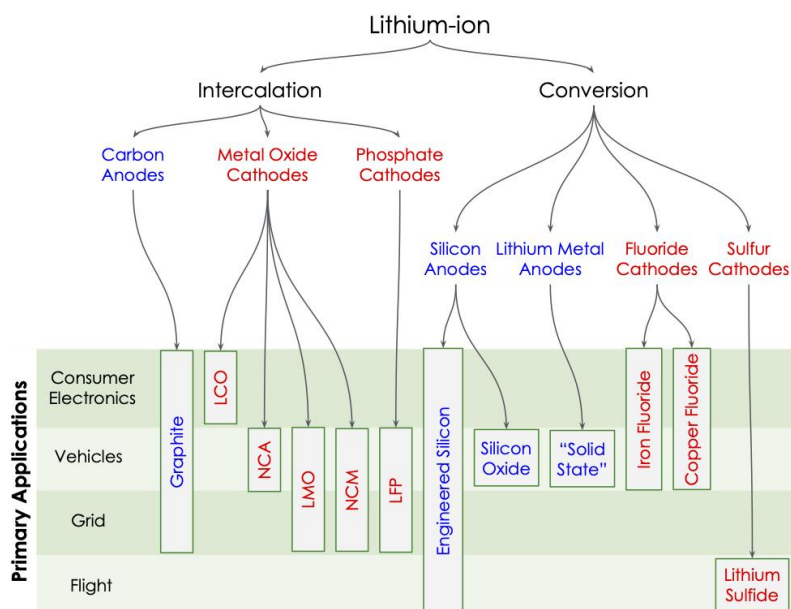 Lithium-ion
Intercalation
Conversion
Carbon
Anodes
Metal Oxide
Cathodes
Phosphate
Cathodes
Silicon
Anodes
Lithium Metal
Anodes
Fluoride
Cathodes
Sulfur
Cathodes
Primary Applications
Consumer
Electronics
Vehicles
Grid
Flight
Graphite
LCO
NCA
LMO
NCM
LFP
Engineered Silicon
Silicon
Oxide
“Solid
State”
Iron Fluoride
Copper Fluoride
Lithium
Sulfide